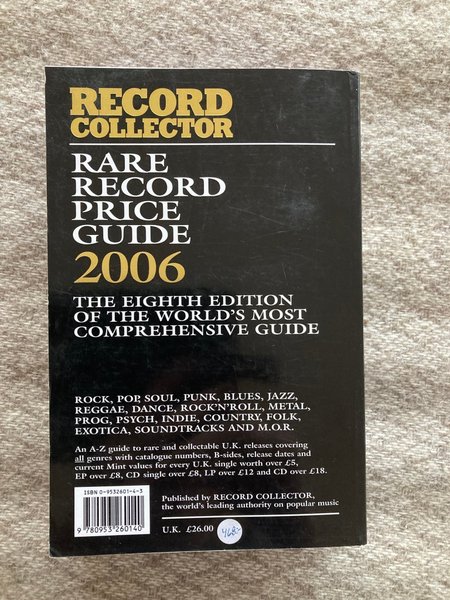 RECORD
COLLECTOR
RARE
RECORD
PRICE
GUIDE
2006
THE EIGHTH EDITION
OF THE WORLD'S MOST
COMPREHENSIVE GUIDE
ROCK, POP, SOUL, PUNK, BLUES, JAZZ,
REGGAE, DANCE, ROCK'N'ROLL, METAL,
PROG, PSYCH, INDIE, COUNTRY, FOLK,
EXOTICA, SOUNDTRACKS AND M.O.R.
An A-Z guide to rare and collectable U.K. releases covering
all genres with catalogue numbers, B-sides, release dates and
current Mint values for every U.K. single worth over £5,
EP over £8, CD single over £8, LP over £12 and CD over £18.
ISBN 0-9532601-4-3
9 780953 260140
Published by RECORD COLLECTOR,
the world's leading authority on popular music
U.K. £26.00